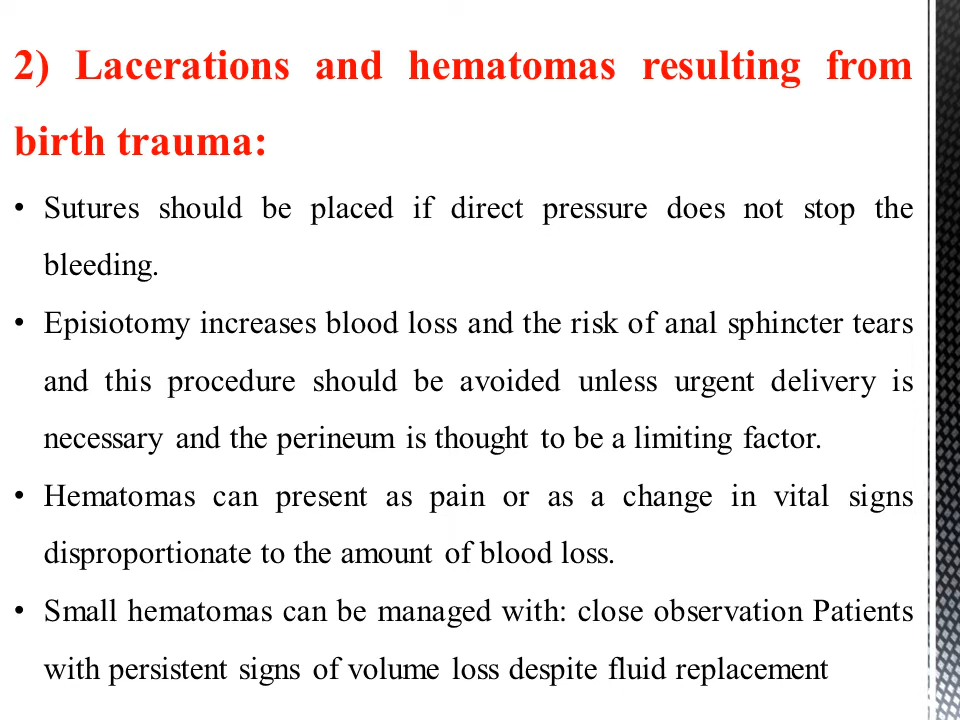 2) Lacerations and hematomas resulting from
birth trauma:
• Sutures should be placed if direct pressure does not stop the
bleeding.
• Episiotomy increases blood loss and the risk of anal sphincter tears
and this procedure should be avoided unless urgent delivery is
necessary and the perineum is thought to be a limiting factor.
• Hematomas can present as pain or as a change in vital signs
disproportionate to the amount of blood loss.
• Small hematomas can be managed with: close observation Patients
with persistent signs of volume loss despite fluid replacement